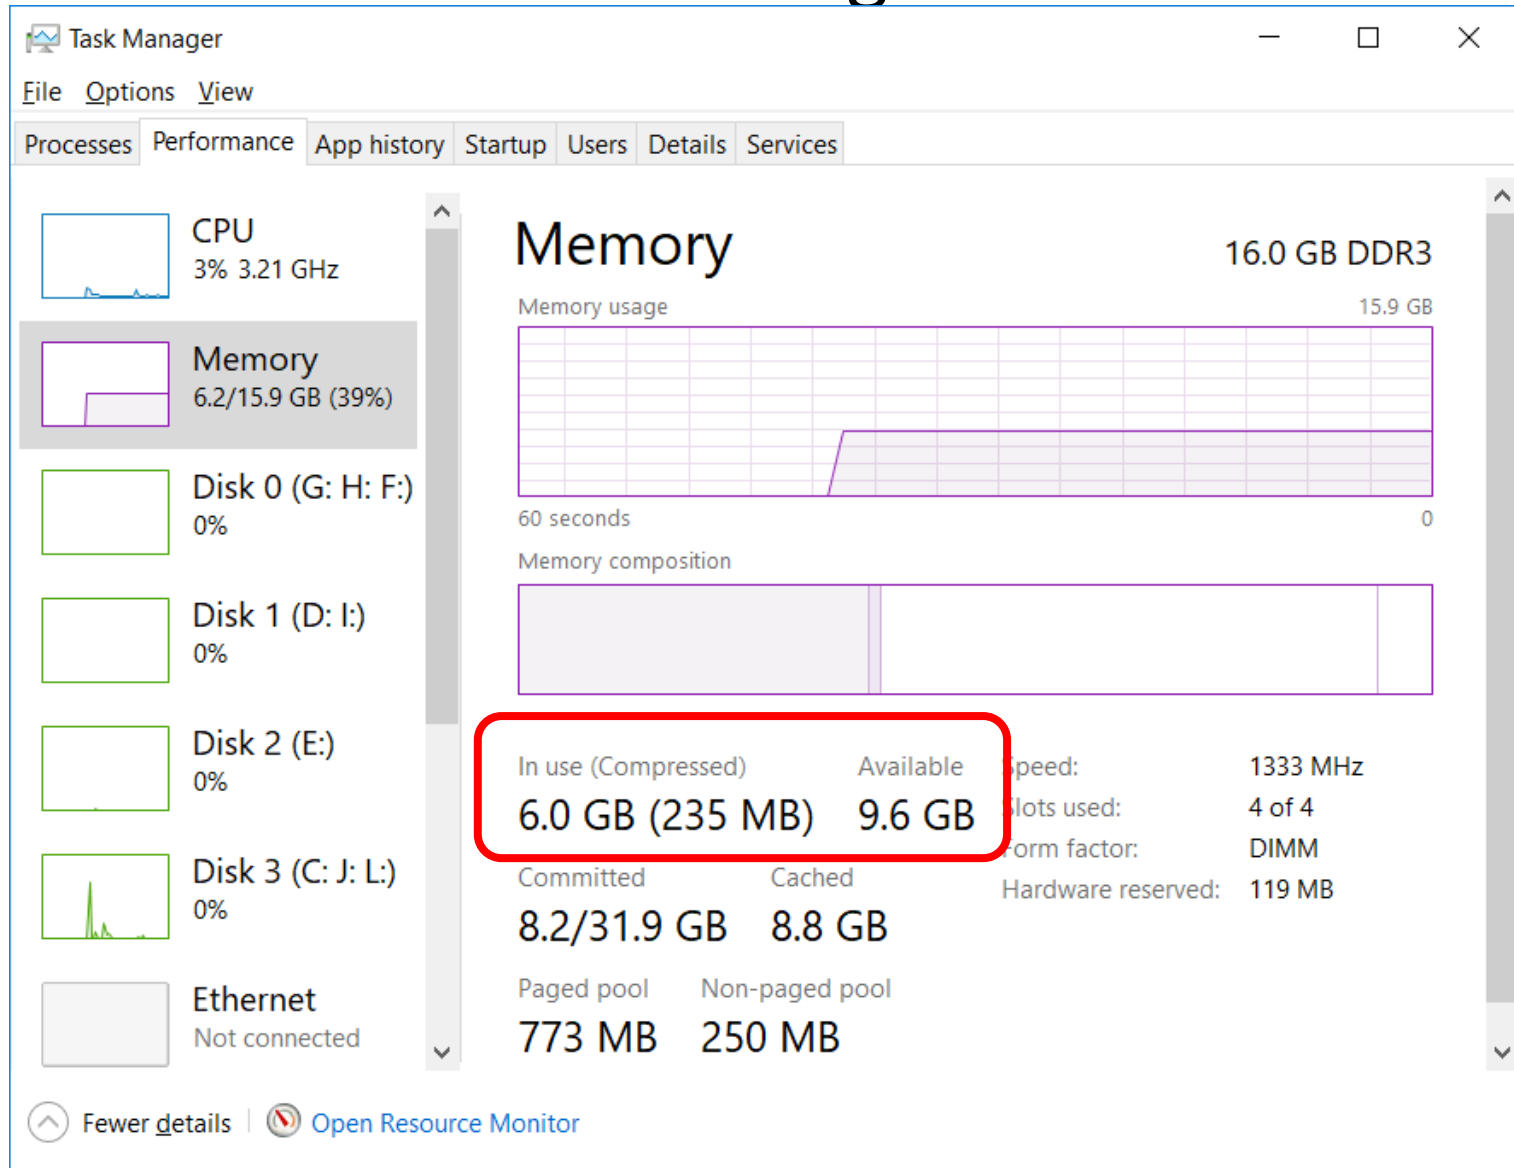 Task Manager
File Options View
Processes Performance App history Startup Users Details Services
CPU
3% 3.21 GHz
Memory
6.2/15.9 GB (39%)
Disk 0 (G: H: F:)
0%
Disk 1 (D: I:)
0%
Disk 2 (E:)
0%
Disk 3 (C: J: L:)
0%
Ethernet
Not connected
Memory 16.0 GB DDR3
Memory usage 15.9 GB
60 seconds 0
Memory composition
In use (Compressed) Available
6.0 GB (235 MB) 9.6 GB
Committed Cached
8.2/31.9 GB 8.8 GB
Paged pool Non-paged pool
773 MB 250 MB
Speed: 1333 MHz
Slots used: 4 of 4
Form factor: DIMM
Hardware reserved: 119 MB
Fewer details Open Resource Monitor